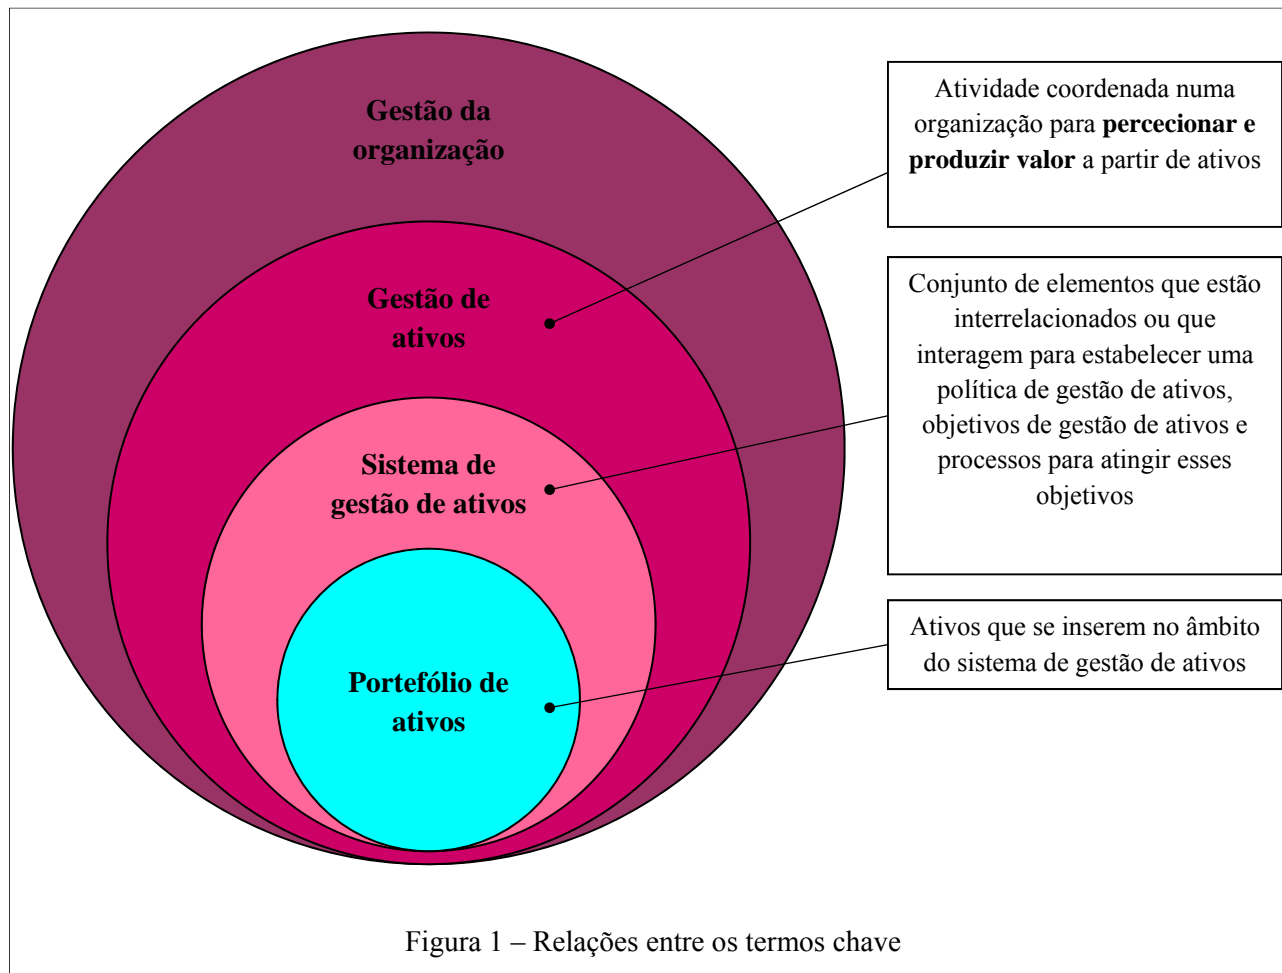 Gestão da
organização
Gestão de
ativos
Sistema de
gestão de ativos
Portefólio de
ativos
Atividade coordenada numa
organização para percecionar e
produzir valor a partir de ativos
Conjunto de elementos que estão
interrelacionados ou que
interagem para estabelecer uma
política de gestão de ativos,
objetivos de gestão de ativos e
processos para atingir esses
objetivos
Ativos que se inserem no âmbito
do sistema de gestão de ativos
Figura 1 – Relações entre os termos chave